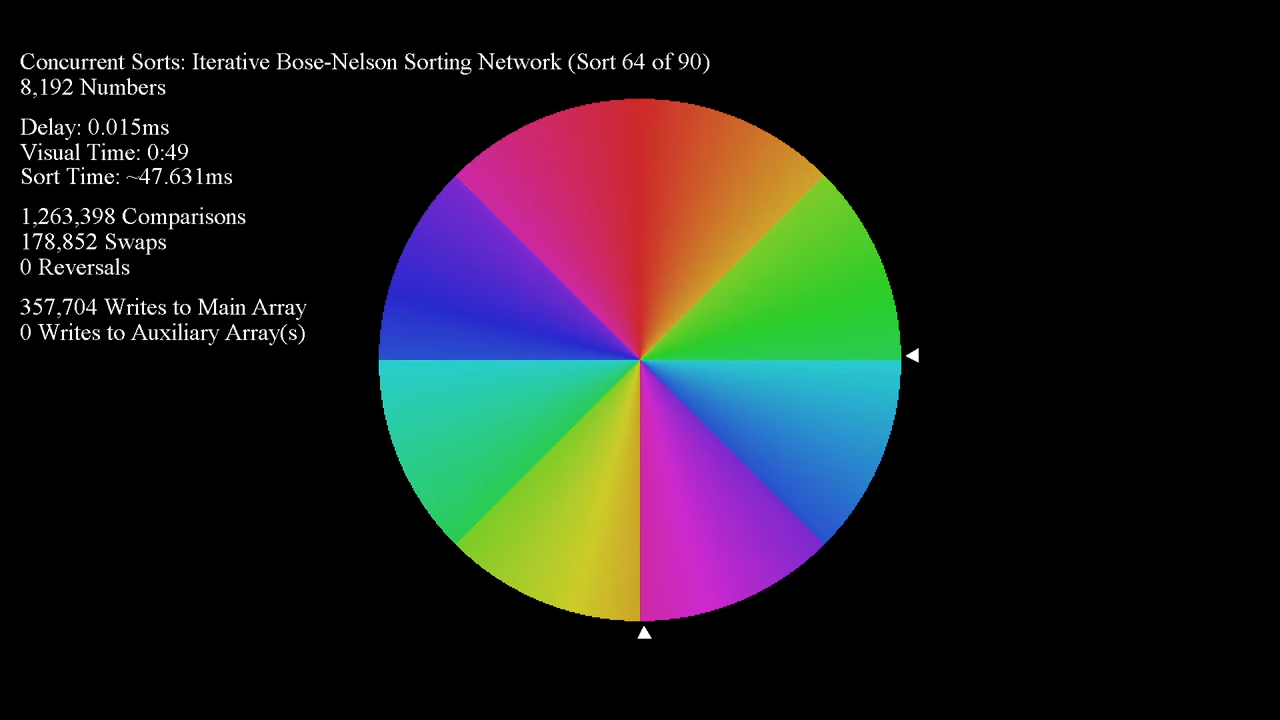 Concurrent Sorts: Iterative Bose-Nelson Sorting Network (Sort 64 of 90)
8,192 Numbers
Delay: 0.015ms
Visual Time: 0:49
Sort Time: ~47.631ms
1,263,398 Comparisons
178,852 Swaps
0 Reversals
357,704 Writes to Main Array
0 Writes to Auxiliary Array(s)